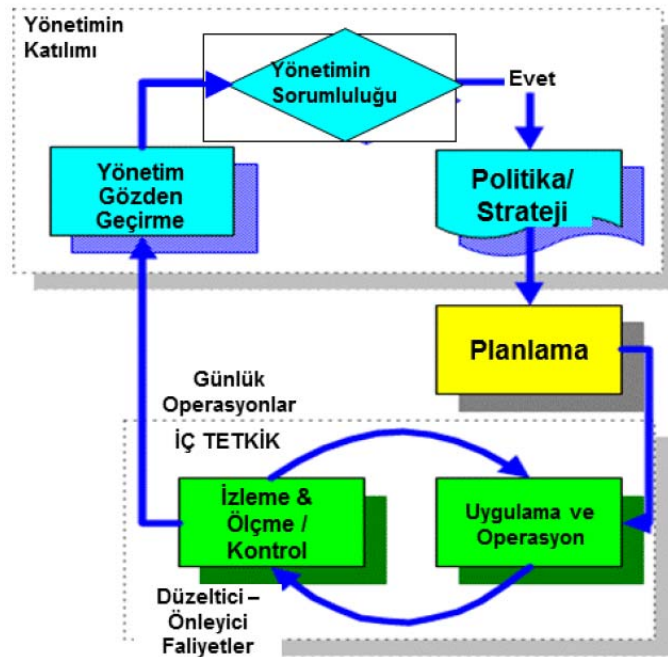 Yönetimin
Katılımı
Yönetimin
Sorumluluğu
Evet
Yönetim
Gözden
Geçirme
Politika/
Strateji
Planlama
Günlük
Operasyonlar
İÇ TETKİK
İzleme &
Ölçme /
Kontrol
Uygulama ve
Operasyon
Düzeltici –
Önleyici
Faliyetler